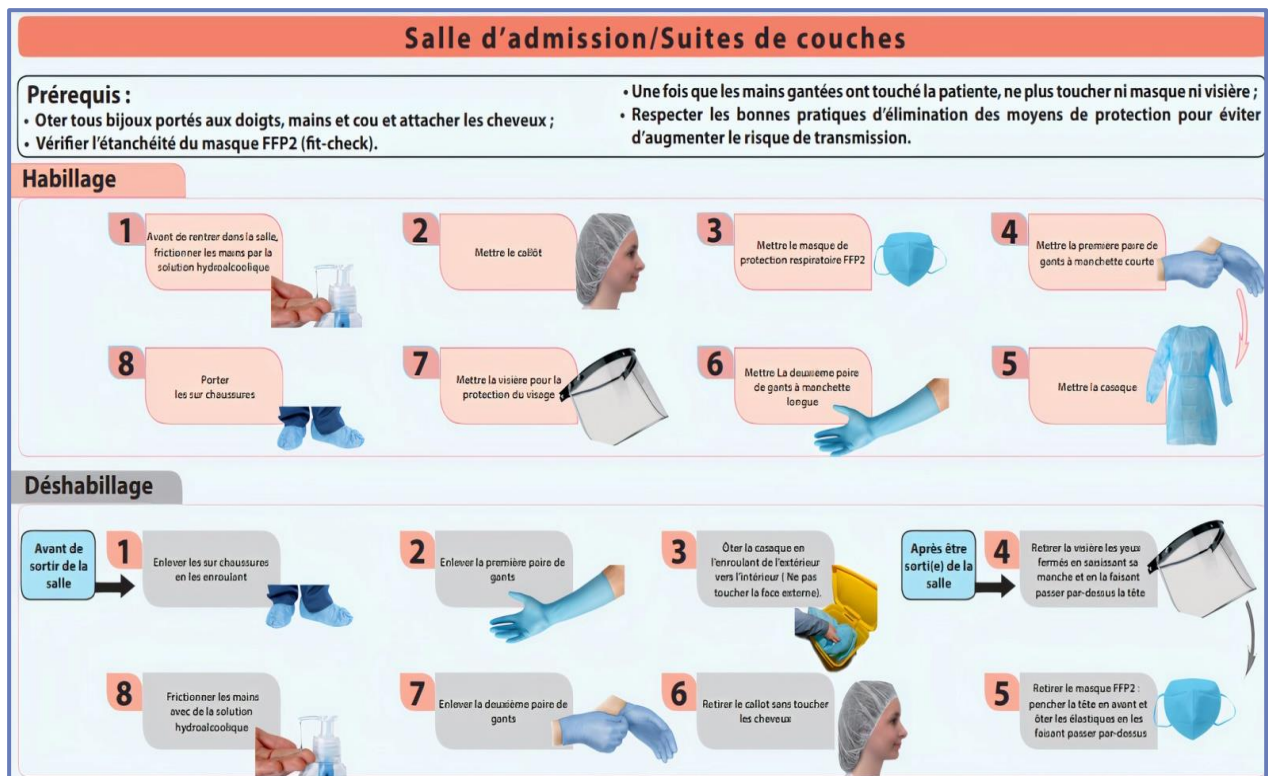 Salle d’admission/Suites de couches
Prérequis :
• Oter tous bijoux portés aux doigts, mains et cou et attacher les cheveux ;
• Vérifier l’étanchéité du masque FFP2 (fit-check).
• Une fois que les mains gantées ont touché la patiente, ne plus toucher ni masque ni visière ;
• Respecter les bonnes pratiques d’élimination des moyens de protection pour éviter
d’augmenter le risque de transmission.
Habillage
1
Avant de rentrer dans la salle,
frictionner les mains par la
solution hydroalcoolique
2
Mettre le callot
3
Mettre le masque de
protection respiratoire FFP2
4
Mettre la première paire de
gants à manchette courte
5
Mettre la casaque
6
Mettre La deuxième paire
de gants à manchette
longue
7
Mettre la visière pour la
protection du visage
8
Porter
les sur chaussures
Déshabillage
Avant de
sortir de la
salle
1
Enlever les sur chaussures
en les enroulant
2
Enlever la première paire de
gants
3
Ôter la casaque en
l’enroulant de l’extérieur
vers l’intérieur ( Ne pas
toucher la face externe).
Après être
sorti(e) de la
salle
4
Retirer la visière les yeux
fermés en saisissant sa
manche et en la faisant
passer par-dessus la tête
5
Retirer le masque FFP2 :
pencher la tête en avant et
ôter les élastiques en les
faisant passer par-dessus
6
Retirer le callot sans toucher
les cheveux
7
Enlever la deuxième paire de
gants
8
Frictionner les mains
avec de la solution
hydroalcoolique